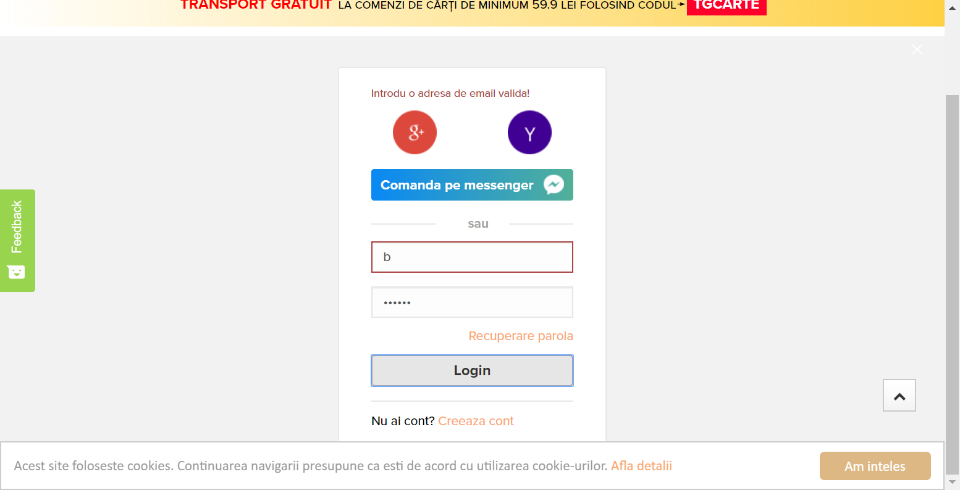 TRANSPORT GRATUIT LA COMENZI DE CĂRȚI DE MINIMUM 59.9 LEI FOLOSIND CODUL TGCARTE
Introdu o adresa de email valida!
g+ Y
Comanda pe messenger
sau
b
Feedback
••••••
Recuperare parola
Login
Nu ai cont? Creeaza cont
Acest site foloseste cookies. Continuarea navigarii presupune ca esti de acord cu utilizarea cookie-urilor. Afla detalii
Am inteles